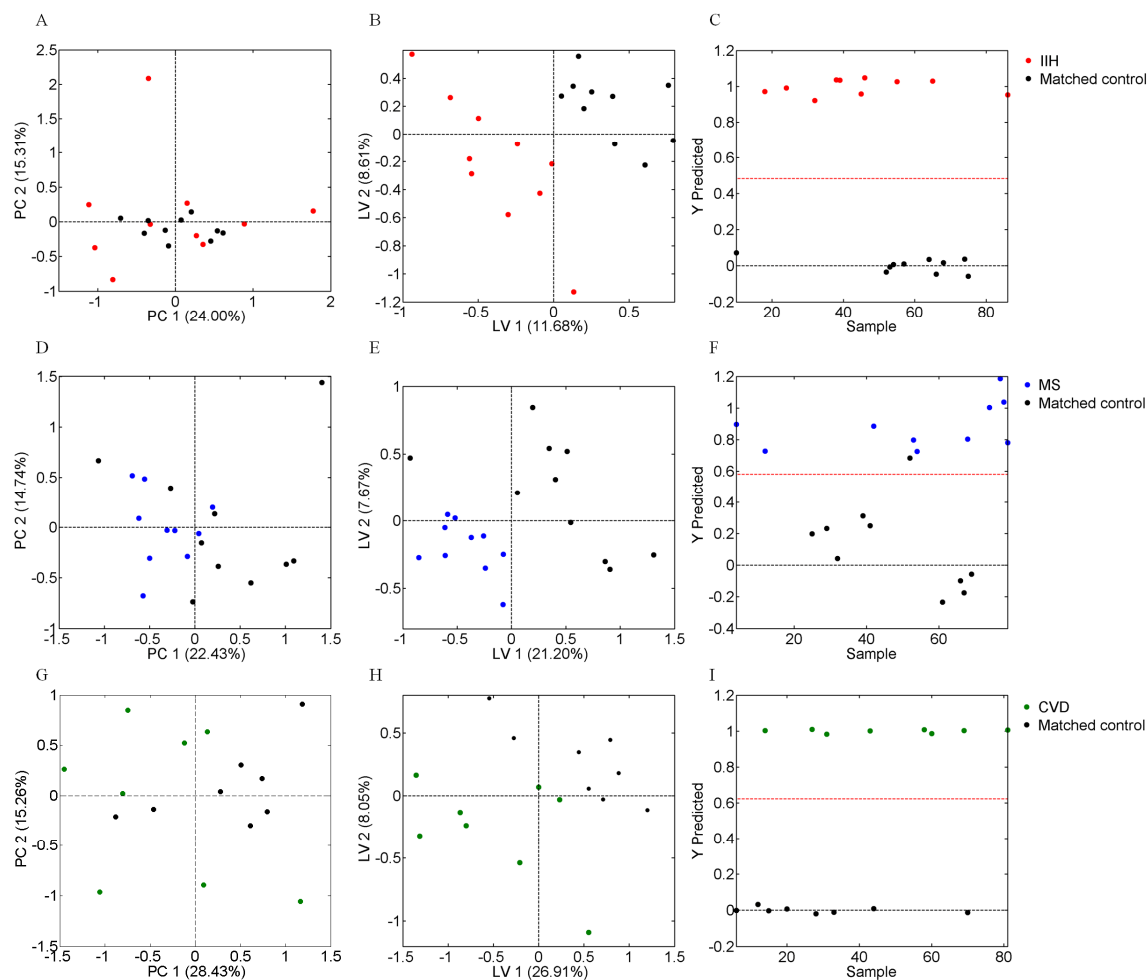 A
2.5
2
1.5
1
0.5
0
-0.5
-1
-1 0 1 2
PC 2 (15.31%)
PC 1 (24.00%)
B
0.6
0.4
0.2
0
-0.2
-0.4
-0.6
-0.8
-1
-1.2
-1 -0.5 0 0.5
LV 2 (8.61%)
LV 1 (11.68%)
C
1.2
1
0.8
0.6
0.4
0.2
0
-0.2
20 40 60 80
Y Predicted
Sample
IIH
Matched control
D
1.5
1
0.5
0
-0.5
-1
-1.5 -1 -0.5 0 0.5 1 1.5
PC 2 (14.74%)
PC 1 (22.43%)
E
1
0.5
0
-0.5
-1 -0.5 0 0.5 1 1.5
LV 2 (7.67%)
LV 1 (21.20%)
F
1.2
1
0.8
0.6
0.4
0.2
0
-0.2
-0.4
20 40 60
Y Predicted
Sample
MS
Matched control
G
1
0.5
0
-0.5
-1
-1.5
-1.5 -1 -0.5 0 0.5 1 1.5
PC 2 (15.26%)
PC 1 (28.43%)
H
0.5
0
-0.5
-1
-1.5 -1 -0.5 0 0.5 1 1.5
LV 2 (8.05%)
LV 1 (26.91%)
I
1.2
1
0.8
0.6
0.4
0.2
0
-0.2
20 40 60 80
Y Predicted
Sample
CVD
Matched control